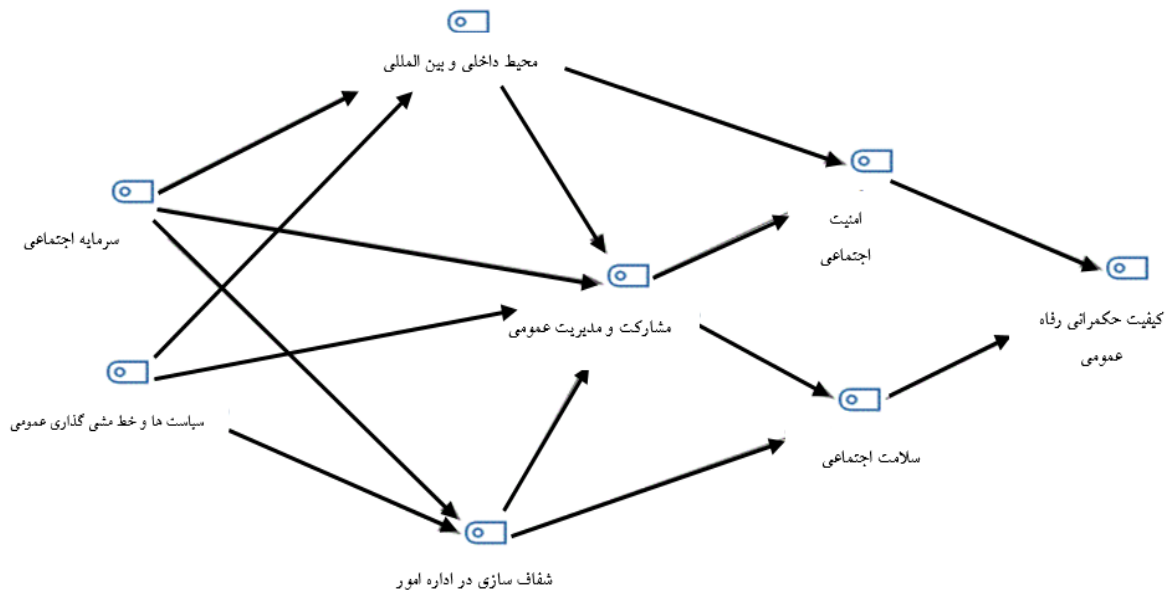 محیط داخلی و بین المللی
سرمایه اجتماعی
امنیت
اجتماعی
مشارکت و مدیریت عمومی
کیفیت حکمرانی رفاه
عمومی
سیاست ها و خط مشی گذاری عمومی
سلامت اجتماعی
شفاف سازی در اداره امور